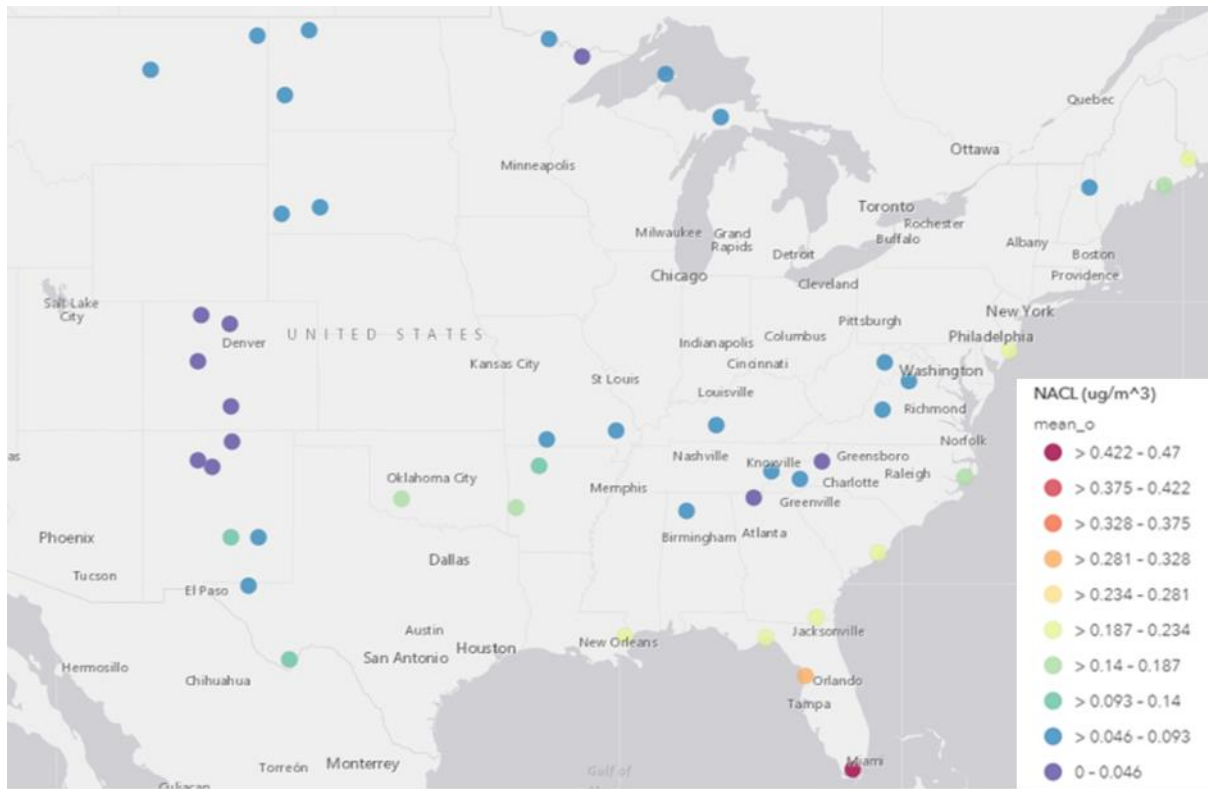 Quebec
Ottawa
Minneapolis
Toronto
Rochester
Milwaukee
Grand
Rapids
Buffalo
Albany
Detroit
Boston
Chicago
Providence
Cleveland
Salt Lake
City
New York
Pittsburgh
UNITED STATES
Denver
Columbus
Philadelphia
Indianapolis
Kansas City
Cincinnati
St Louis
Washington
Louisville
Richmond
Norfolk
as
Nashville
Knoxville
Greensboro
Raleigh
Oklahoma City
Memphis
Charlotte
Greenville
Phoenix
Birmingham
Atlanta
Dallas
Tucson
El Paso
Austin
Houston
New Orleans
Jacksonville
San Antonio
Hermosillo
Chihuahua
Orlando
Tampa
Miami
Torreón
Monterrey
Gulf of
Culiacan
NACL (ug/m^3)
mean_o
> 0.422 - 0.47
> 0.375 - 0.422
> 0.328 - 0.375
> 0.281 - 0.328
> 0.234 - 0.281
> 0.187 - 0.234
> 0.14 - 0.187
> 0.093 - 0.14
> 0.046 - 0.093
0 - 0.046